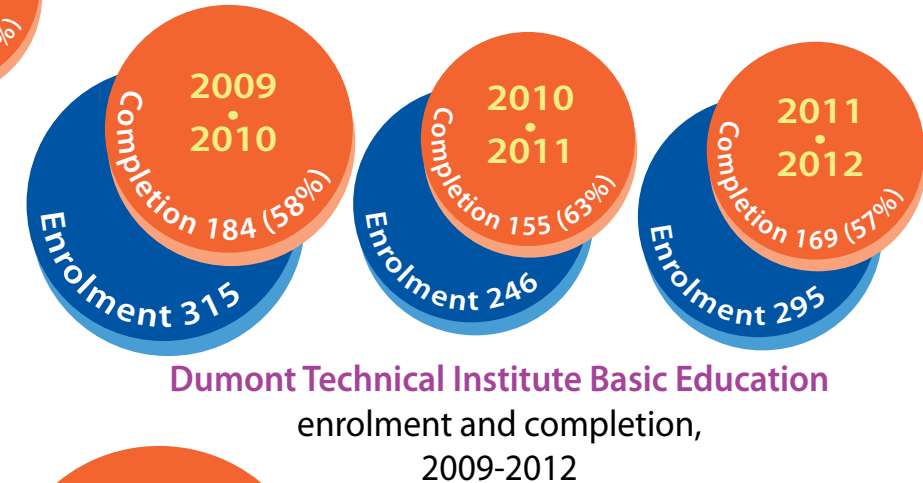 %)
2009
•
2010
Completion 184 (58%)
Enrolment 315
2010
•
2011
Completion 155 (63%)
Enrolment 246
2011
•
2012
Completion 169 (57%)
Enrolment 295
Dumont Technical Institute Basic Education
enrolment and completion,
2009-2012